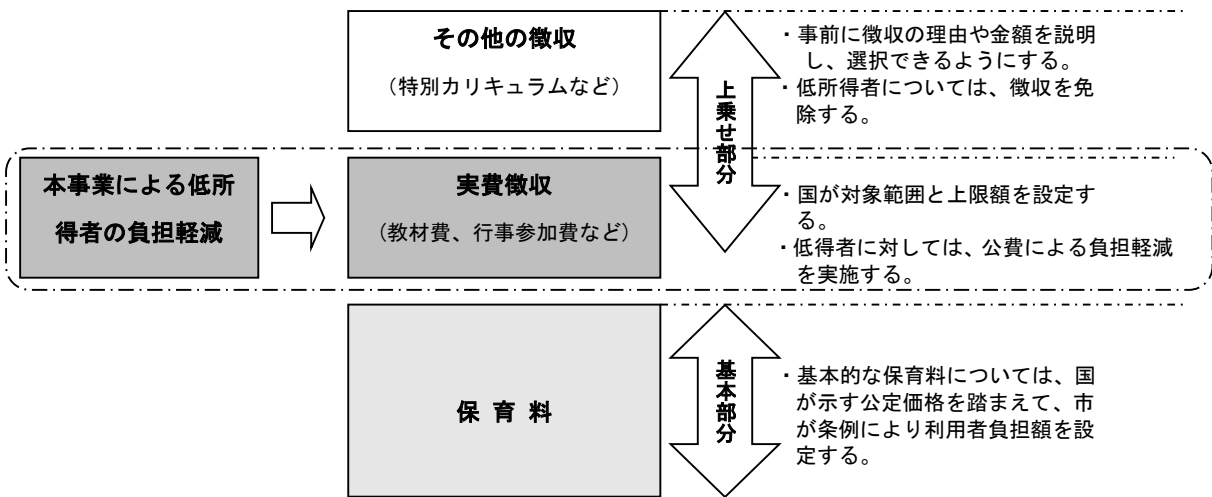 その他の徴収
（特別カリキュラムなど）
上乗せ部分
・事前に徴収の理由や金額を説明
し、選択できるようにする。
・低所得者については、徴収を免
除する。
本事業による低所
得者の負担軽減
実費徴収
（教材費、行事参加費など）
・国が対象範囲と上限額を設定す
る。
・低得者に対しては、公費による負担軽減
を実施する。
保育料
基本部分
・基本的な保育料については、国
が示す公定価格を踏まえて、市
が条例により利用者負担額を設
定する。